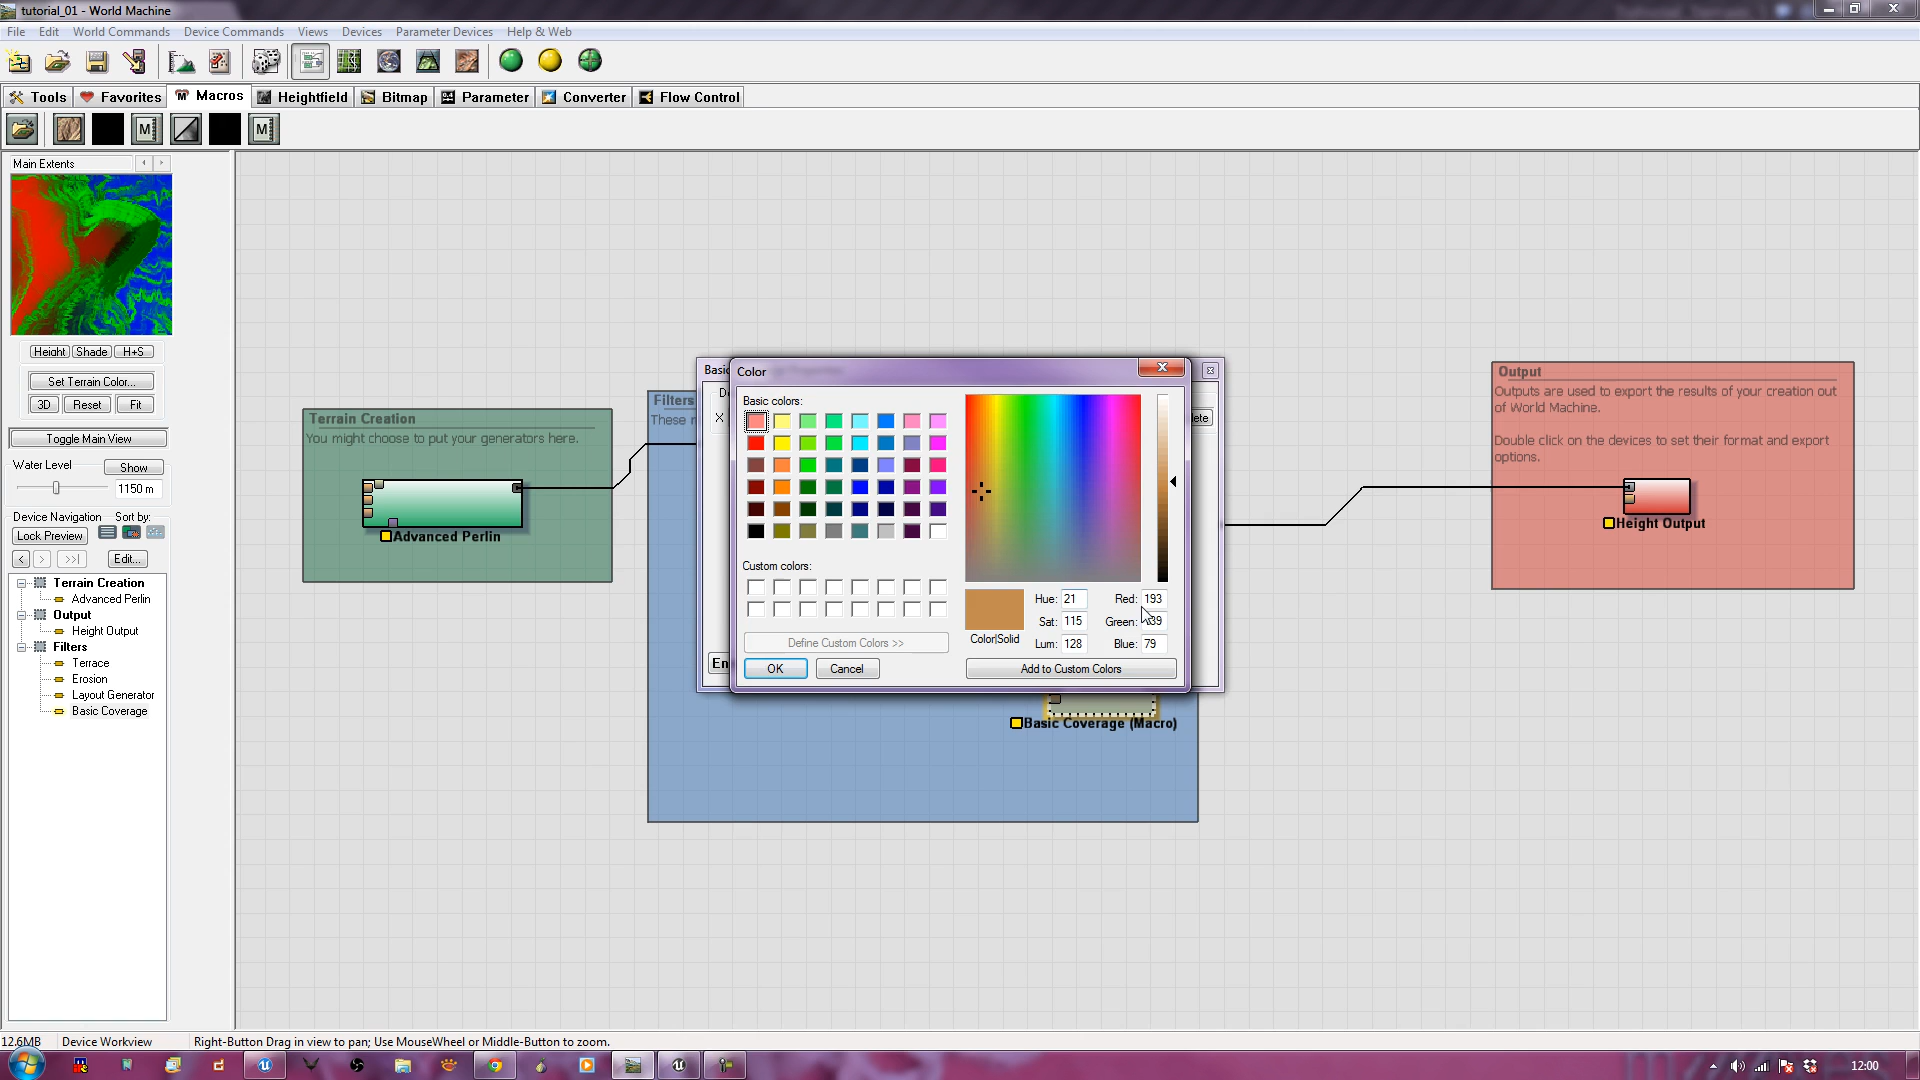 tutorial_01 - World Machine
File Edit World Commands Device Commands Views Devices Parameter Devices Help & Web
Tools Favorites Macros Heightfield Bitmap Parameter Converter Flow Control
Main Extents
Height Shade H+S
Set Terrain Color...
3D Reset Fit
Toggle Main View
Water Level Show
1150 m
Device Navigation Sort by:
Lock Preview
< > >>| Edit...
Terrain Creation
Advanced Perlin
Output
Height Output
Filters
Terrace
Erosion
Layout Generator
Basic Coverage
Terrain Creation
You might choose to put your generators here.
Advanced Perlin
Filters
These
Basic Coverage (Macro)
Color
Basic colors:
Custom colors:
Define Custom Colors >>
OK Cancel
Color|Solid
Hue: 21 Red: 193
Sat: 115 Green:
Lum: 128 Blue: 79
Add to Custom Colors
Output
Outputs are used to export the results of your creation out
of World Machine.
Double click on the devices to set their format and export
options.
Height Output
12.6MB Device Workview Right-Button Drag in view to pan; Use MouseWheel or Middle-Button to zoom.
12:00